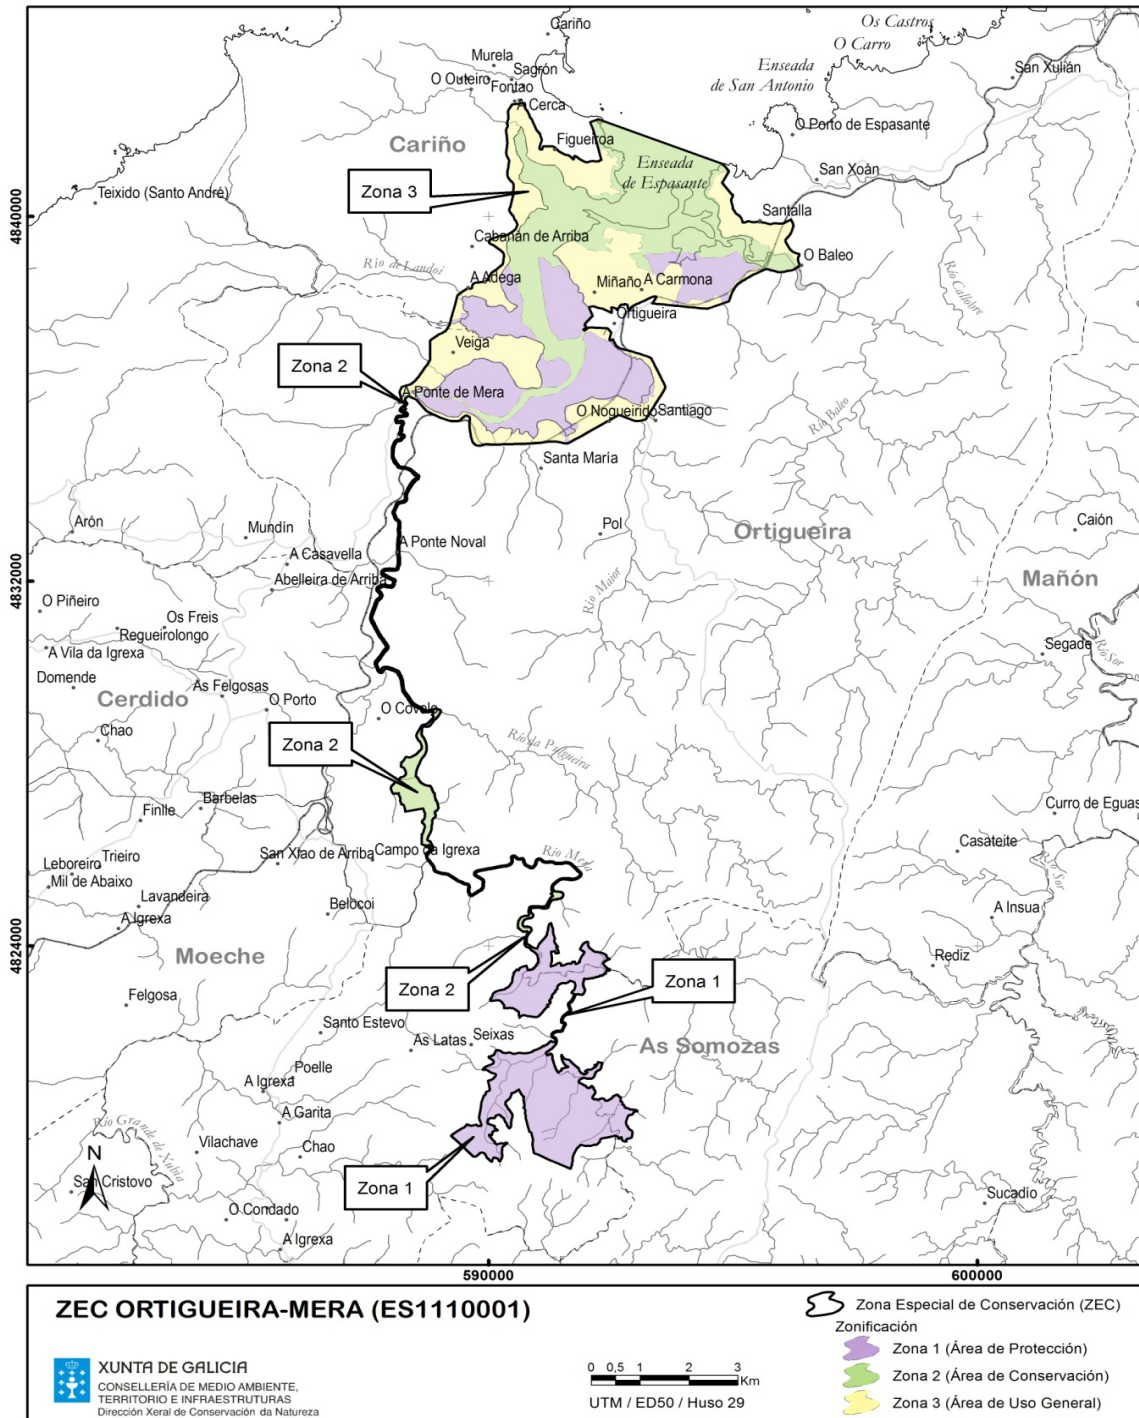 Cariño
Os Castros
O Carro
Murela
Sagrón
O Outeiro
Fontao
A Cerca
Enseada
de San Antonio
San Xulián
O Porto de Espasante
Cariño
Figueiroa
Enseada
de Espasante
San Xoán
Zona 3
Teixido (Santo André)
Santalla
4840000
Cabanán de Arriba
O Baleo
Río de Landoi
A Adega
Miñaño
A Carmona
Río Callobre
Ortigueira
Veiga
Zona 2
A Ponte de Mera
O Nogueirido
Santiago
Río Baleo
Santa María
Arón
Mundín
Pol
Ortigueira
Caión
A Ponte Noval
A Casavella
4832000
Abelleira de Arriba
Río Maior
Mañón
O Piñeiro
Os Freis
Regueirolongo
A Vila da Igrexa
Segade
Río Sor
Domende
As Felgosas
Cerdido
O Porto
O Covelo
Chao
Zona 2
Río da Pulgueira
Finlle
Barbelas
Curro de Eguas
Leboreiro
Trieiro
San Xiao de Arriba
Campo da Igrexa
Río Mera
Casateite
Río Sor
Mil de Abaixo
Lavandeira
Belocoi
A Igrexa
A Insua
4824000
Moeche
Rediz
Zona 2
Zona 1
Felgosa
Santo Estevo
As Latas
Seixas
As Somozas
A Igrexa
Poelle
A Garita
Río Grande de Xubia
Vilachave
Chao
N
San Cristovo
Zona 1
Sucadío
O Condado
A Igrexa
590000
600000
ZEC ORTIGUEIRA-MERA (ES1110001)
Zona Especial de Conservación (ZEC)
Zonificación
Zona 1 (Área de Protección)
Zona 2 (Área de Conservación)
Zona 3 (Área de Uso General)
XUNTA DE GALICIA
CONSELLERÍA DE MEDIO AMBIENTE,
TERRITORIO E INFRAESTRUTURAS
Dirección Xeral de Conservación da Natureza
0 0,5 1 2 3
Km
UTM / ED50 / Huso 29